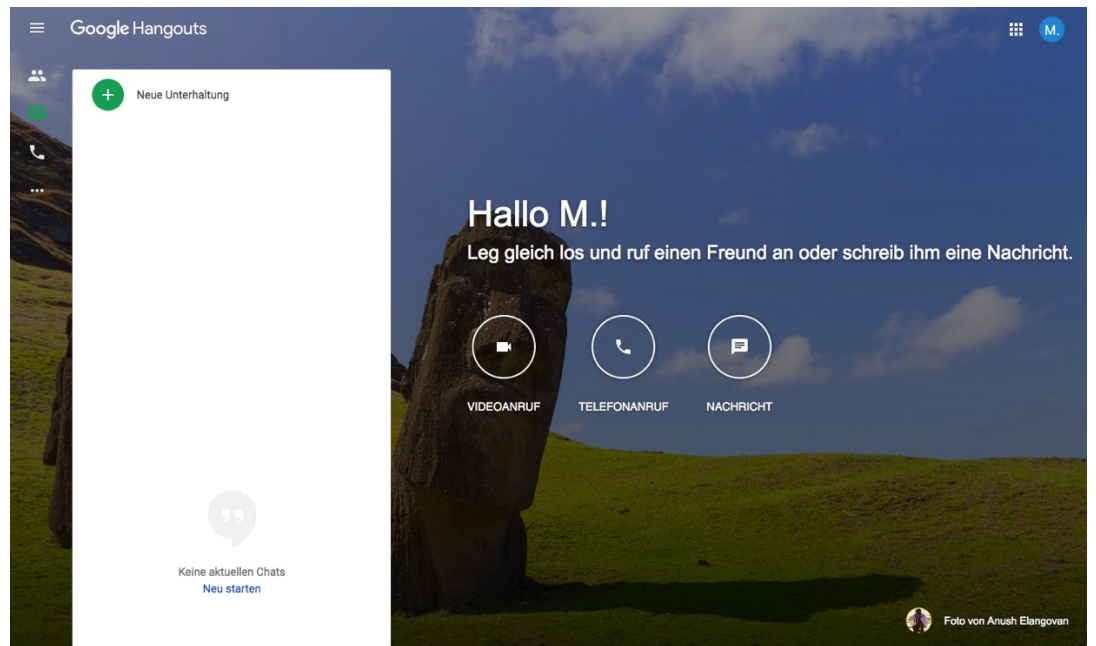 Google Hangouts
M.
Neue Unterhaltung
Hallo M.!
Leg gleich los und ruf einen Freund an oder schreib ihm eine Nachricht.
VIDEOANRUF
TELEFONANRUF
NACHRICHT
Keine aktuellen Chats
Neu starten
Foto von Anush Elangovan